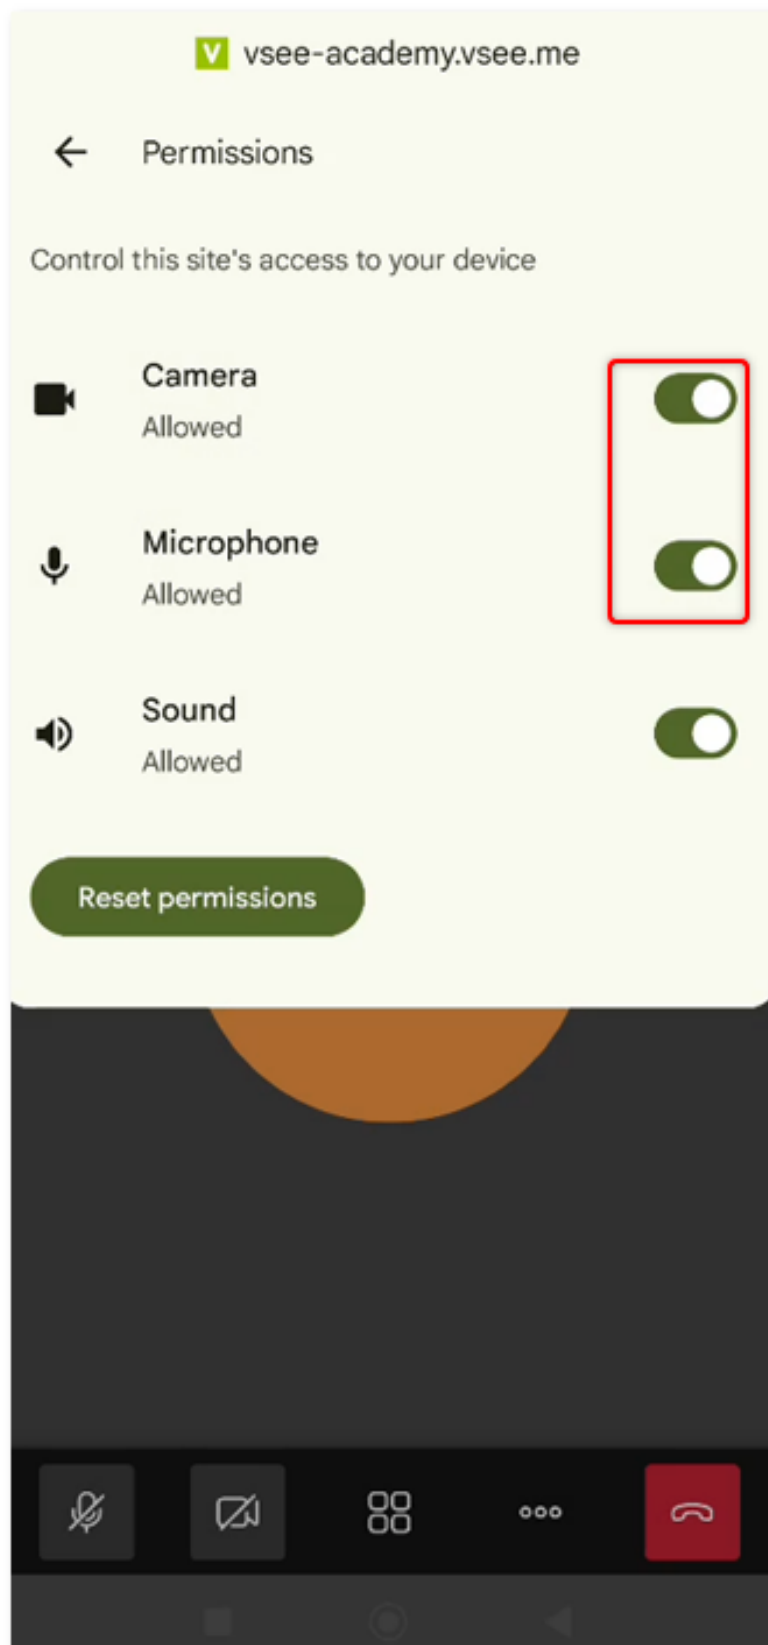 V vsee-academy.vsee.me
Permissions
Control this site's access to your device
Camera
Allowed
Microphone
Allowed
Sound
Allowed
Reset permissions